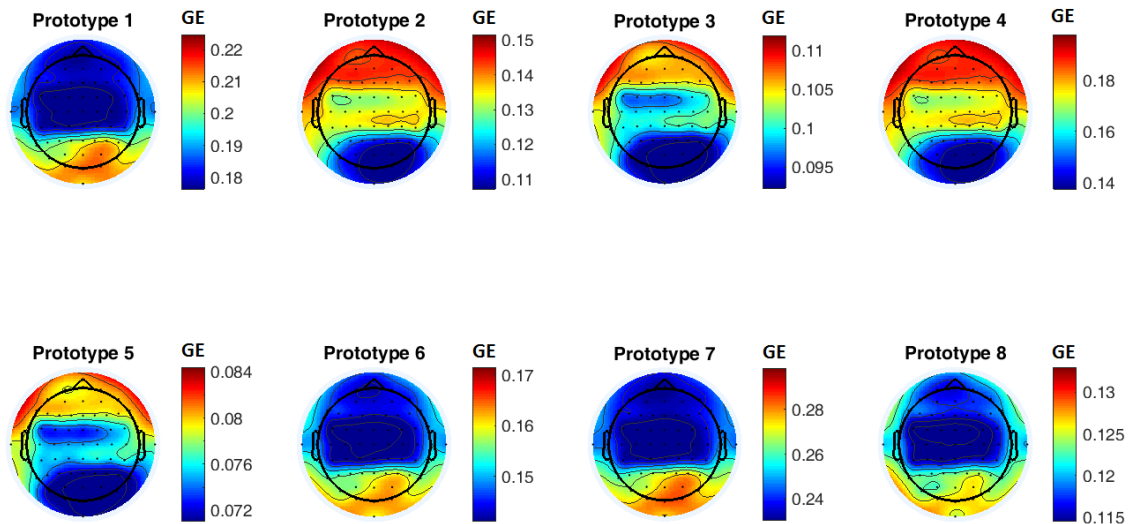 Prototype 1
GE
0.22
0.21
0.2
0.19
0.18
Prototype 2
GE
0.15
0.14
0.13
0.12
0.11
Prototype 3
GE
0.11
0.105
0.1
0.095
Prototype 4
GE
0.18
0.16
0.14
Prototype 5
GE
0.084
0.08
0.076
0.072
Prototype 6
GE
0.17
0.16
0.15
Prototype 7
GE
0.28
0.26
0.24
Prototype 8
GE
0.13
0.125
0.12
0.115